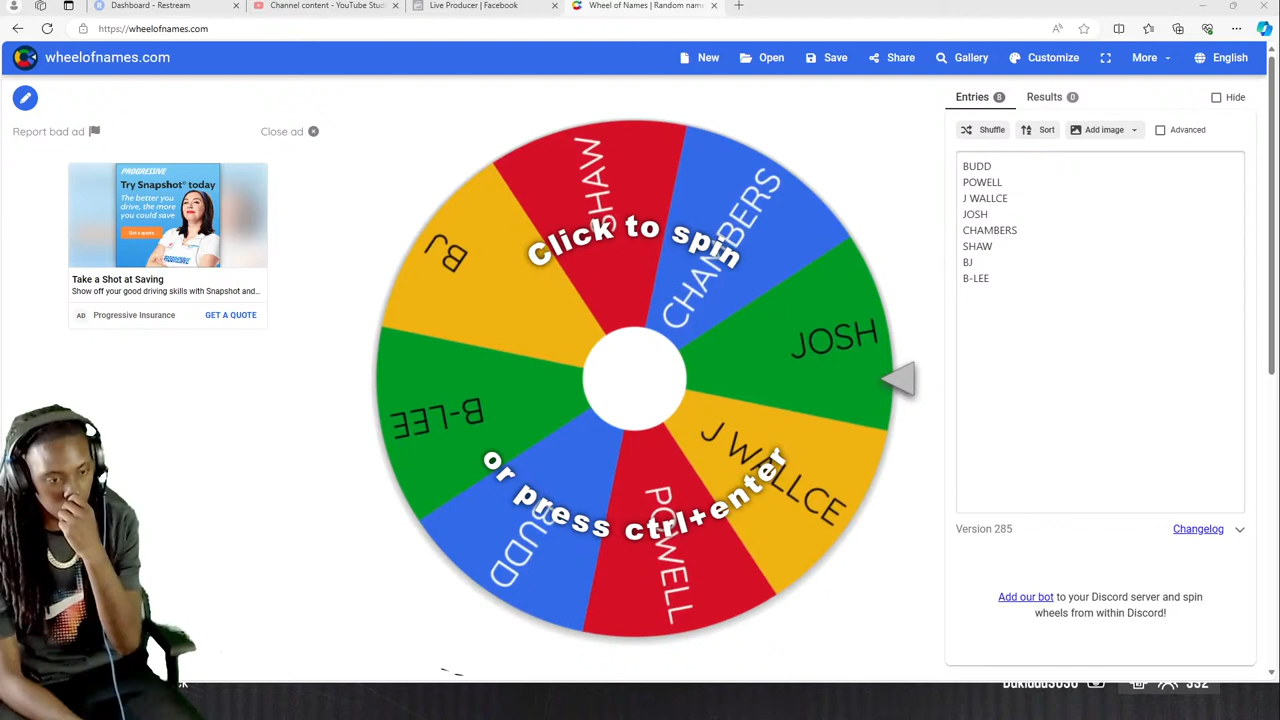 Dashboard - Restream
Channel content - YouTube Stud
Live Producer | Facebook
Wheel of Names | Random name
https://wheelofnames.com
wheelofnames.com
New
Open
Save
Share
Gallery
Customize
More
English
Report bad ad
Close ad
PROGRESSIVE
Try Snapshot® today
The better you
drive, the more
you could save
Get a quote
Take a Shot at Saving
Show off your good driving skills with Snapshot and...
AD Progressive Insurance
GET A QUOTE
SHAW
CHAMBERS
JOSH
J WALLCE
POWELL
BUDD
B-LEE
BJ
Click to spin
or press ctrl+enter
Entries 8
Results 0
Hide
Shuffle
Sort
Add image
Advanced
BUDD
POWELL
J WALLCE
JOSH
CHAMBERS
SHAW
BJ
B-LEE
Version 285
Changelog
Add our bot to your Discord server and spin
wheels from within Discord!